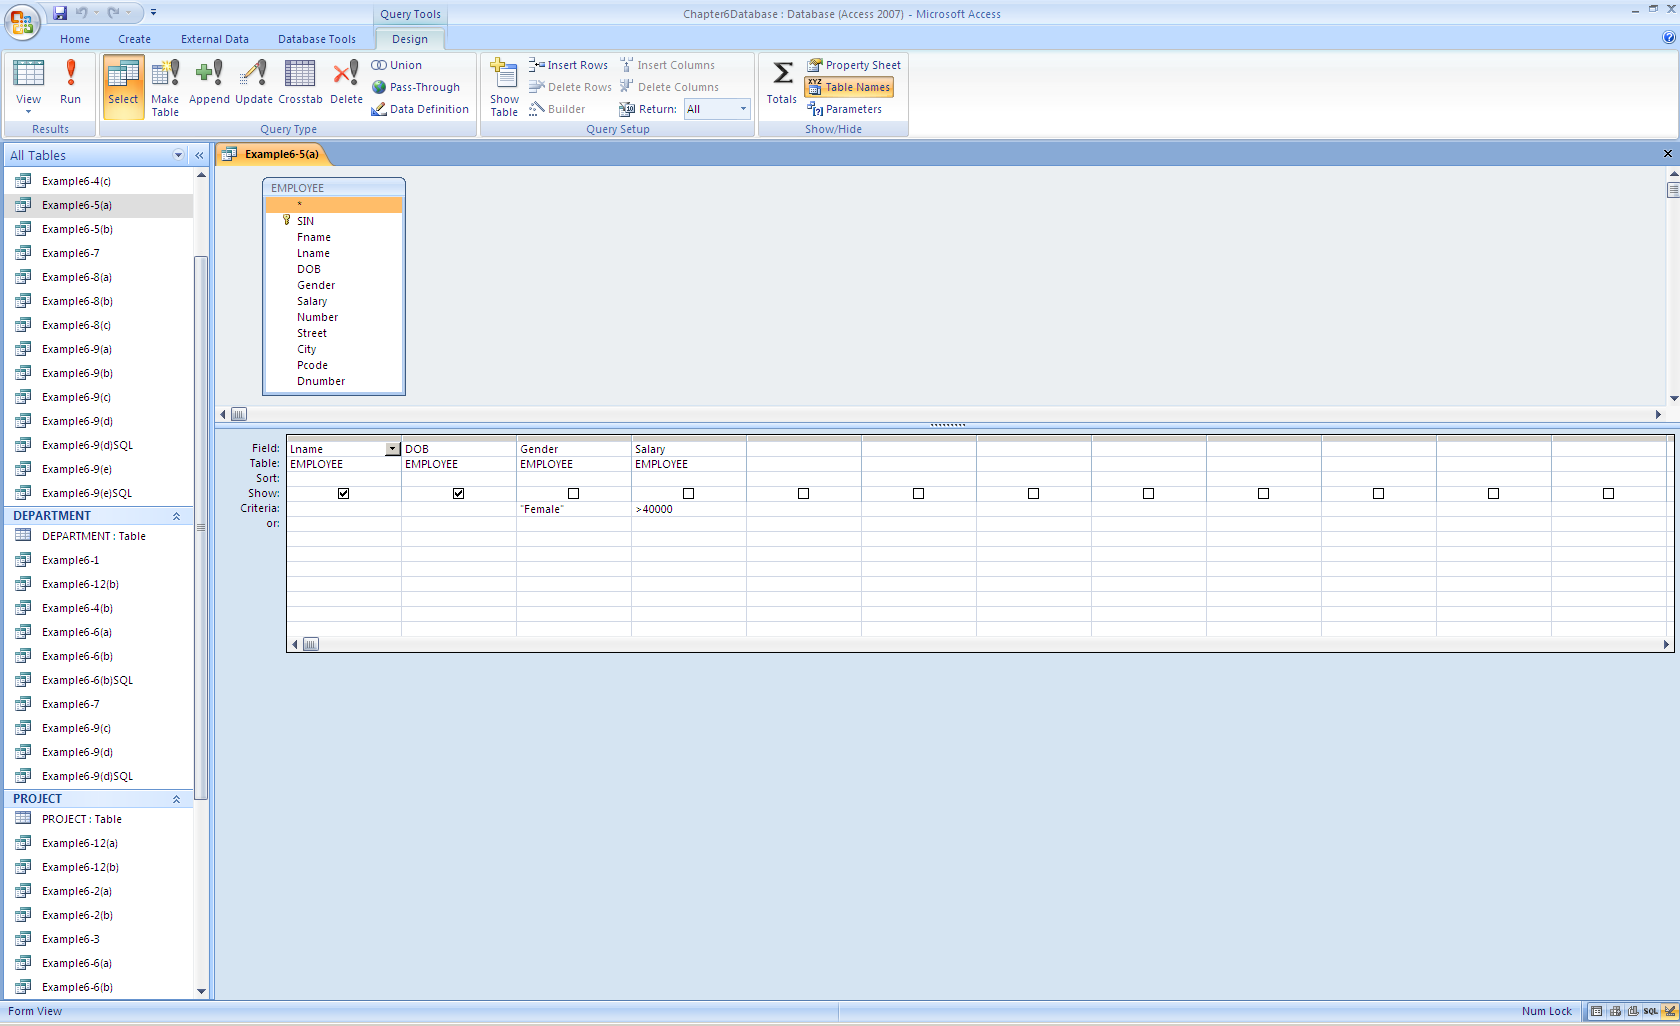 Query Tools
Chapter6Database : Database (Access 2007) - Microsoft Access
Home Create External Data Database Tools Design
View Run
Results
Select Make Table Append Update Crosstab Delete
Union
Pass-Through
Data Definition
Query Type
Show Table
Insert Rows
Delete Rows
Builder
Insert Columns
Delete Columns
Return: All
Query Setup
Totals
Property Sheet
XYZ Table Names
Parameters
Show/Hide
All Tables «
Example6-4(c)
Example6-5(a)
Example6-5(b)
Example6-7
Example6-8(a)
Example6-8(b)
Example6-8(c)
Example6-9(a)
Example6-9(b)
Example6-9(c)
Example6-9(d)
Example6-9(d)SQL
Example6-9(e)
Example6-9(e)SQL
DEPARTMENT
DEPARTMENT : Table
Example6-1
Example6-12(b)
Example6-4(b)
Example6-6(a)
Example6-6(b)
Example6-6(b)SQL
Example6-7
Example6-9(c)
Example6-9(d)
Example6-9(d)SQL
PROJECT
PROJECT : Table
Example6-12(a)
Example6-12(b)
Example6-2(a)
Example6-2(b)
Example6-3
Example6-6(a)
Example6-6(b)
Example6-5(a)
EMPLOYEE
*
SIN
Fname
Lname
DOB
Gender
Salary
Number
Street
City
Pcode
Dnumber
Field: Lname DOB Gender Salary
Table: EMPLOYEE EMPLOYEE EMPLOYEE EMPLOYEE
Sort:
Show:
Criteria: "Female" >40000
or:
Form View
Num Lock
SQL